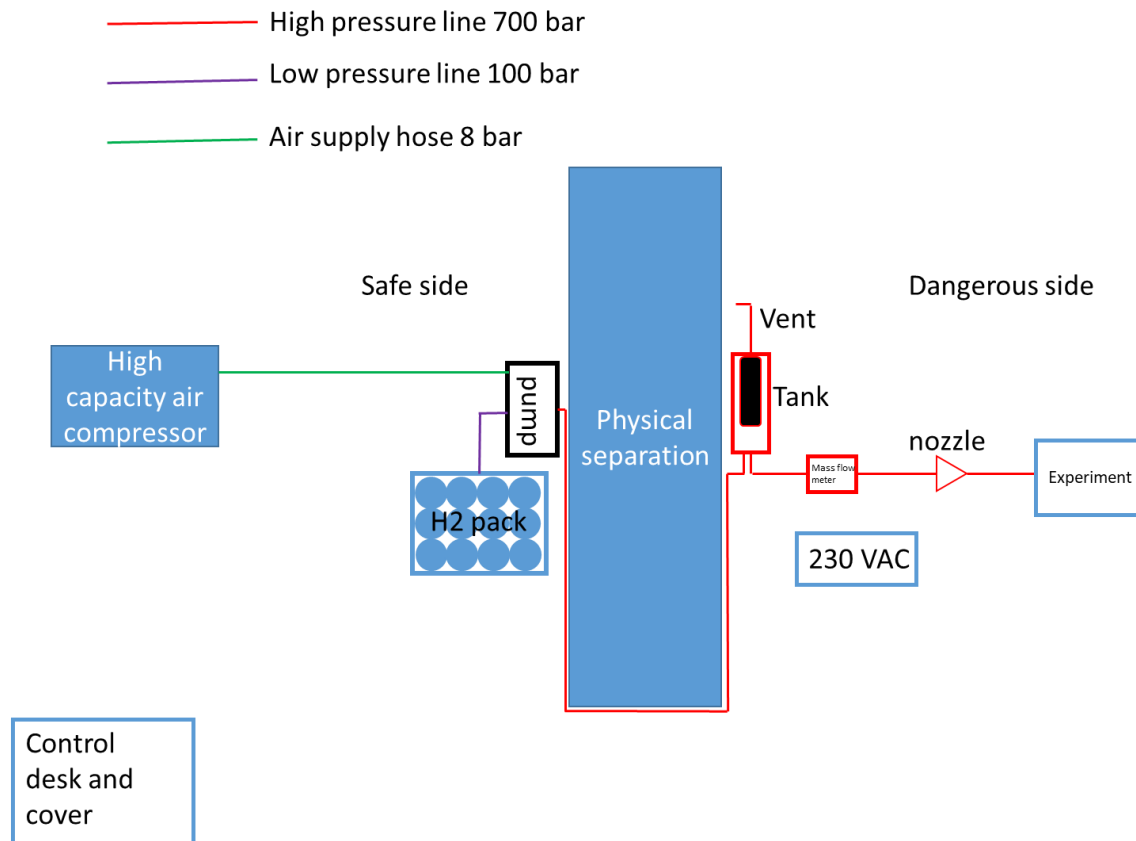 High pressure line 700 bar
Low pressure line 100 bar
Air supply hose 8 bar
Safe side
Dangerous side
Vent
High
capacity air
compressor
pump
Tank
Physical
separation
nozzle
Mass flow
meter
Experiment
H2 pack
230 VAC
Control
desk and
cover